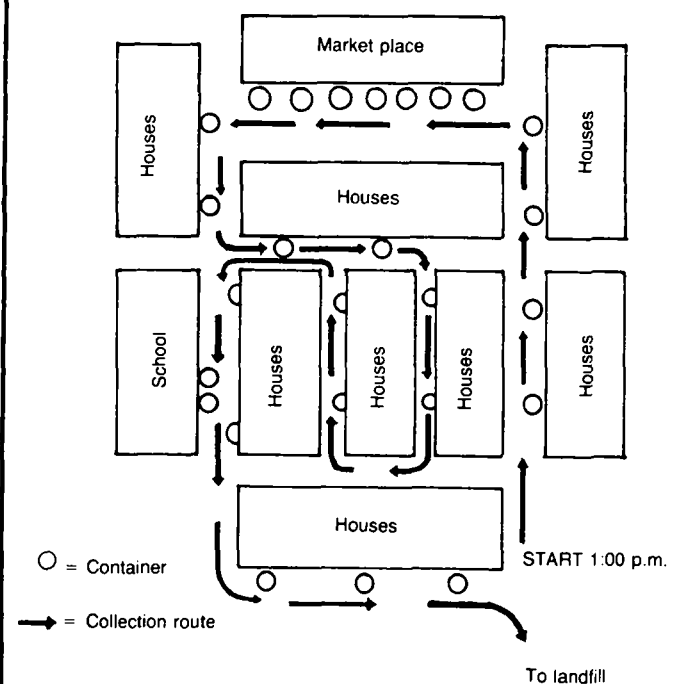 Market place
Houses
Houses
Houses
School
Houses
Houses
Houses
Houses
Houses
START 1:00 p.m.
= Container
= Collection route
To landfill